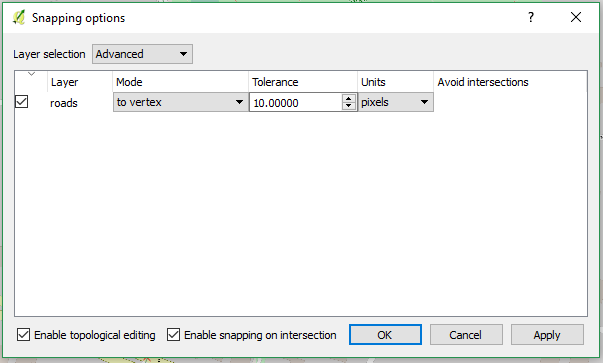 Snapping options
Layer selection Advanced
Layer Mode Tolerance Units Avoid intersections
roads to vertex 10.00000 pixels
Enable topological editing Enable snapping on intersection OK Cancel Apply